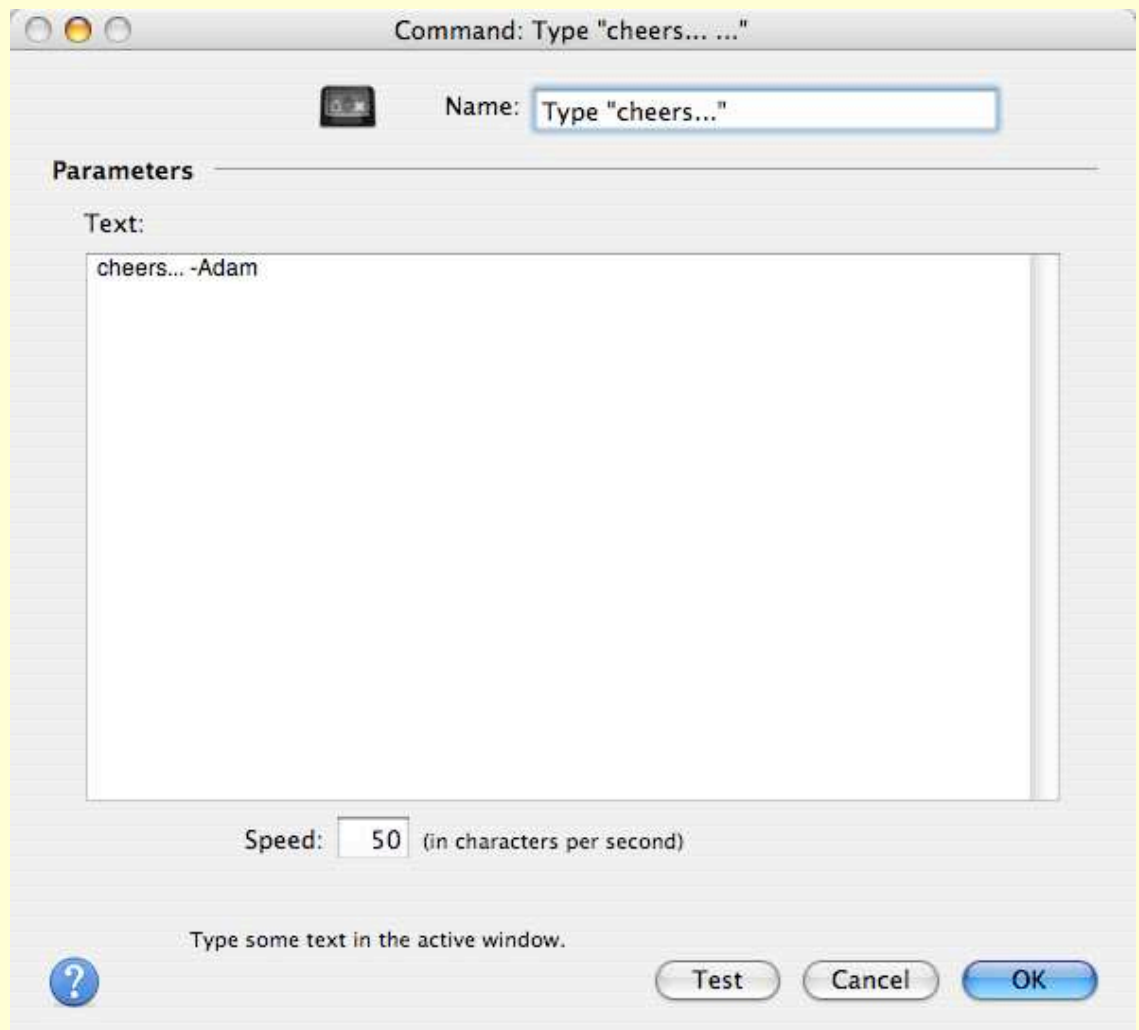 Command: Type "cheers... ..."
Name: Type "cheers..."
Parameters
Text:
cheers... -Adam
Speed: 50 (in characters per second)
Type some text in the active window.
? Test Cancel OK